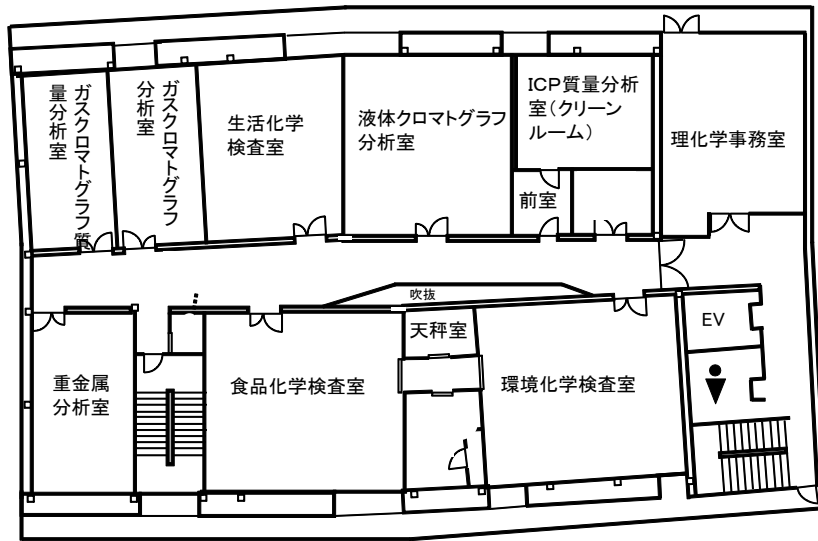 ガスクロマトグラフ質
量分析室
ガスクロマトグラフ
分析室
生活化学
検査室
液体クロマトグラフ
分析室
ICP質量分析
室(クリーン
ルーム)
前室
理化学事務室
吹抜
天秤室
EV
重金属
分析室
食品化学検査室
環境化学検査室